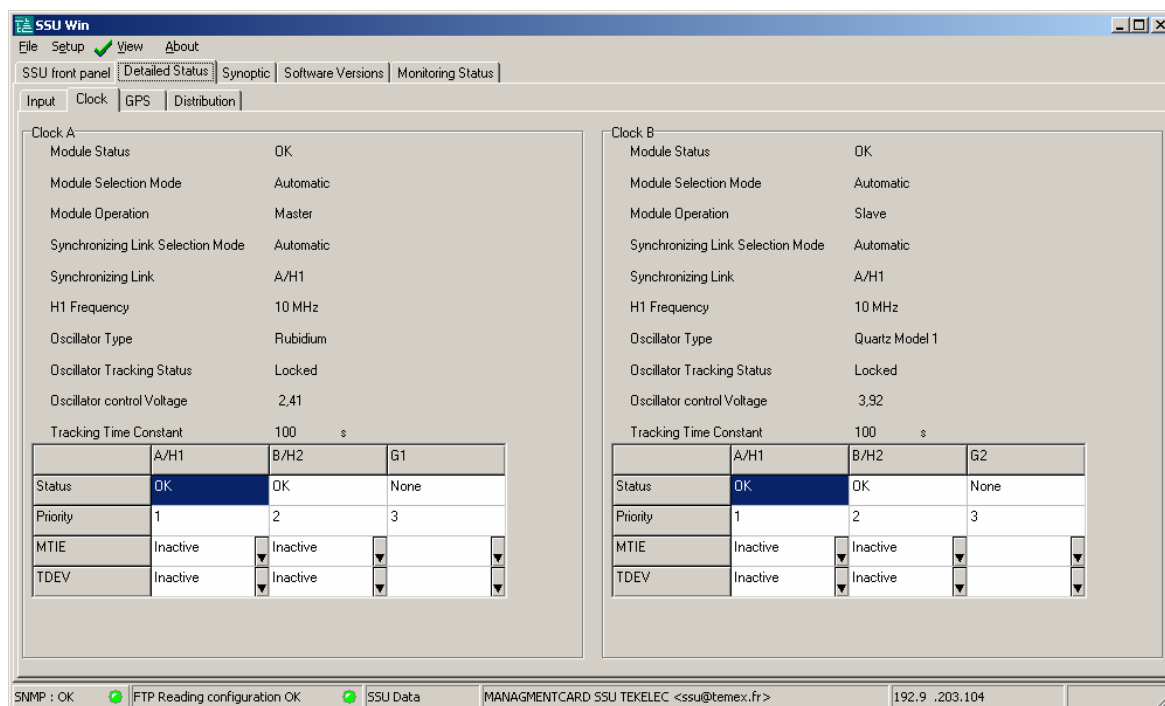 SSU Win
File Setup View About
SSU front panel Detailed Status Synoptic Software Versions Monitoring Status
Input Clock GPS Distribution
Clock A
Module Status OK
Module Selection Mode Automatic
Module Operation Master
Synchronizing Link Selection Mode Automatic
Synchronizing Link A/H1
H1 Frequency 10 MHz
Oscillator Type Rubidium
Oscillator Tracking Status Locked
Oscillator control Voltage 2,41
Tracking Time Constant 100 s
A/H1 B/H2 G1
Status OK OK None
Priority 1 2 3
MTIE Inactive Inactive
TDEV Inactive Inactive
Clock B
Module Status OK
Module Selection Mode Automatic
Module Operation Slave
Synchronizing Link Selection Mode Automatic
Synchronizing Link A/H1
H1 Frequency 10 MHz
Oscillator Type Quartz Model 1
Oscillator Tracking Status Locked
Oscillator control Voltage 3,92
Tracking Time Constant 100 s
A/H1 B/H2 G2
Status OK OK None
Priority 1 2 3
MTIE Inactive Inactive
TDEV Inactive Inactive
SNMP : OK FTP Reading configuration OK SSU Data MANAGMENTCARD SSU TEKELEC <ssu@temex.fr> 192.9 .203.104